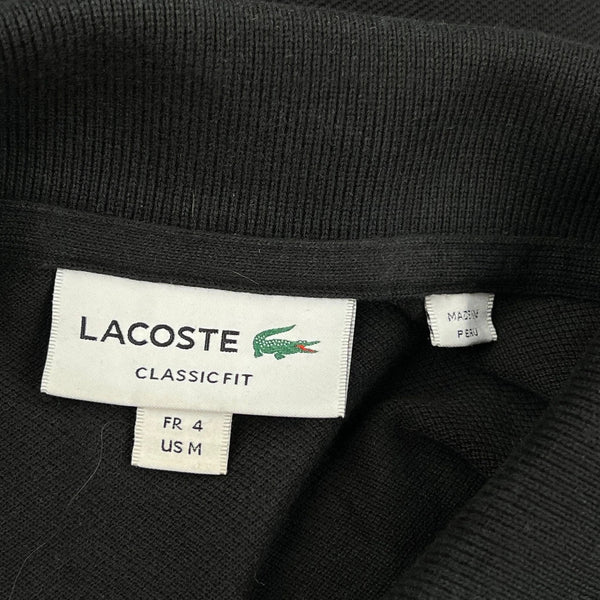 LACOSTE
CLASSIC FIT
FR 4
US M
MADE IN
PERU